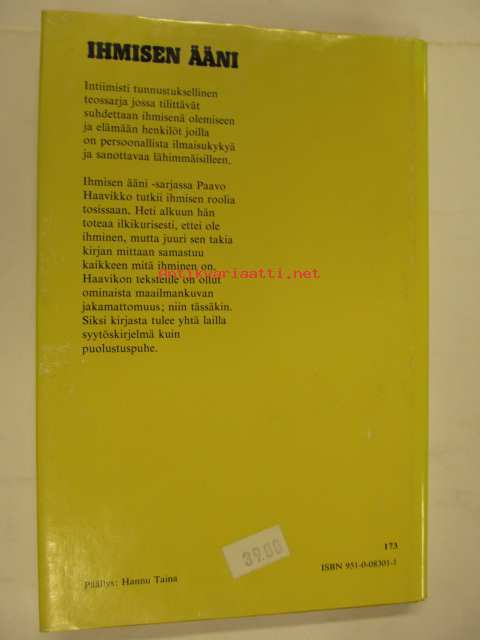 IHMISEN ÄÄNI
Intiimisti tunnustuksellinen
teossarja jossa tilittävät
suhdettaan ihmisenä olemiseen
ja elämään henkilöt joilla
on persoonallista ilmaisukykyä
ja sanottavaa lähimmäisilleen.
Ihmisen ääni -sarjassa Paavo
Haavikko tutkii ihmisen roolia
tosissaan. Heti alkuun hän
toteaa ilkikurisesti, ettei ole
ihminen, mutta juuri sen takia
kirjan mittaan samastuu
kaikkeen mitä ihminen on.
antikvariaatti.net
Haavikon teksteille on ollut
ominaista maailmankuvan
jakamattomuus; niin tässäkin.
Siksi kirjasta tulee yhtä lailla
syytöskirjelmä kuin
puolustuspuhe.
39.00
173
ISBN 951-0-08301-1
Päällys: Hannu Taina